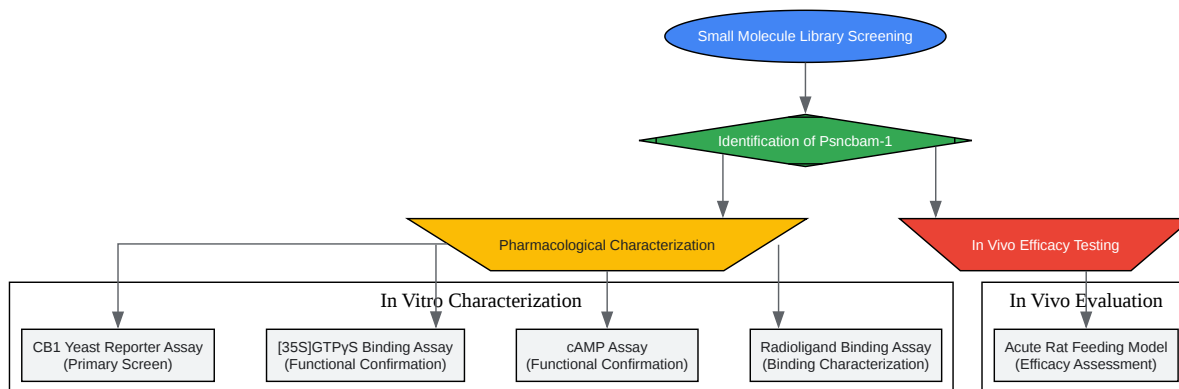 Small Molecule Library Screening
Identification of Psncbam-1
Pharmacological Characterization
In Vivo Efficacy Testing
In Vitro Characterization
In Vivo Evaluation
CB1 Yeast Reporter Assay
(Primary Screen)
[35S]GTPγS Binding Assay
(Functional Confirmation)
cAMP Assay
(Functional Confirmation)
Radioligand Binding Assay
(Binding Characterization)
Acute Rat Feeding Model
(Efficacy Assessment)